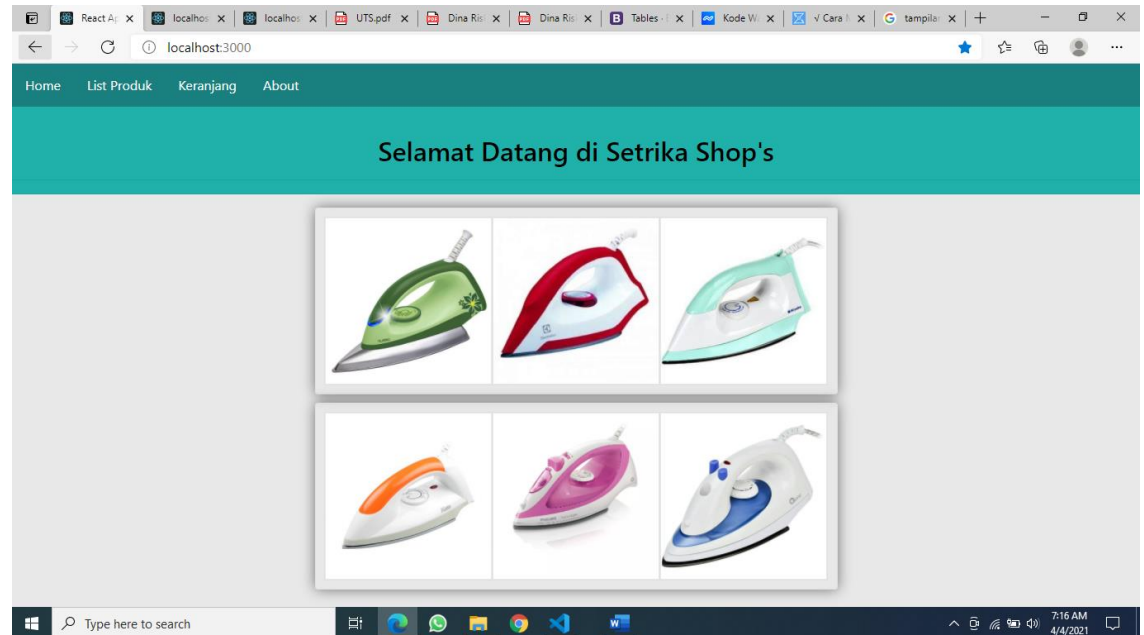 React Ap localhos localhos UTS.pdf Dina Ris Dina Ris Tables - Kode W √ Cara tampilar
localhost:3000
Home List Produk Keranjang About
Selamat Datang di Setrika Shop's
Type here to search
7:16 AM
4/4/2021